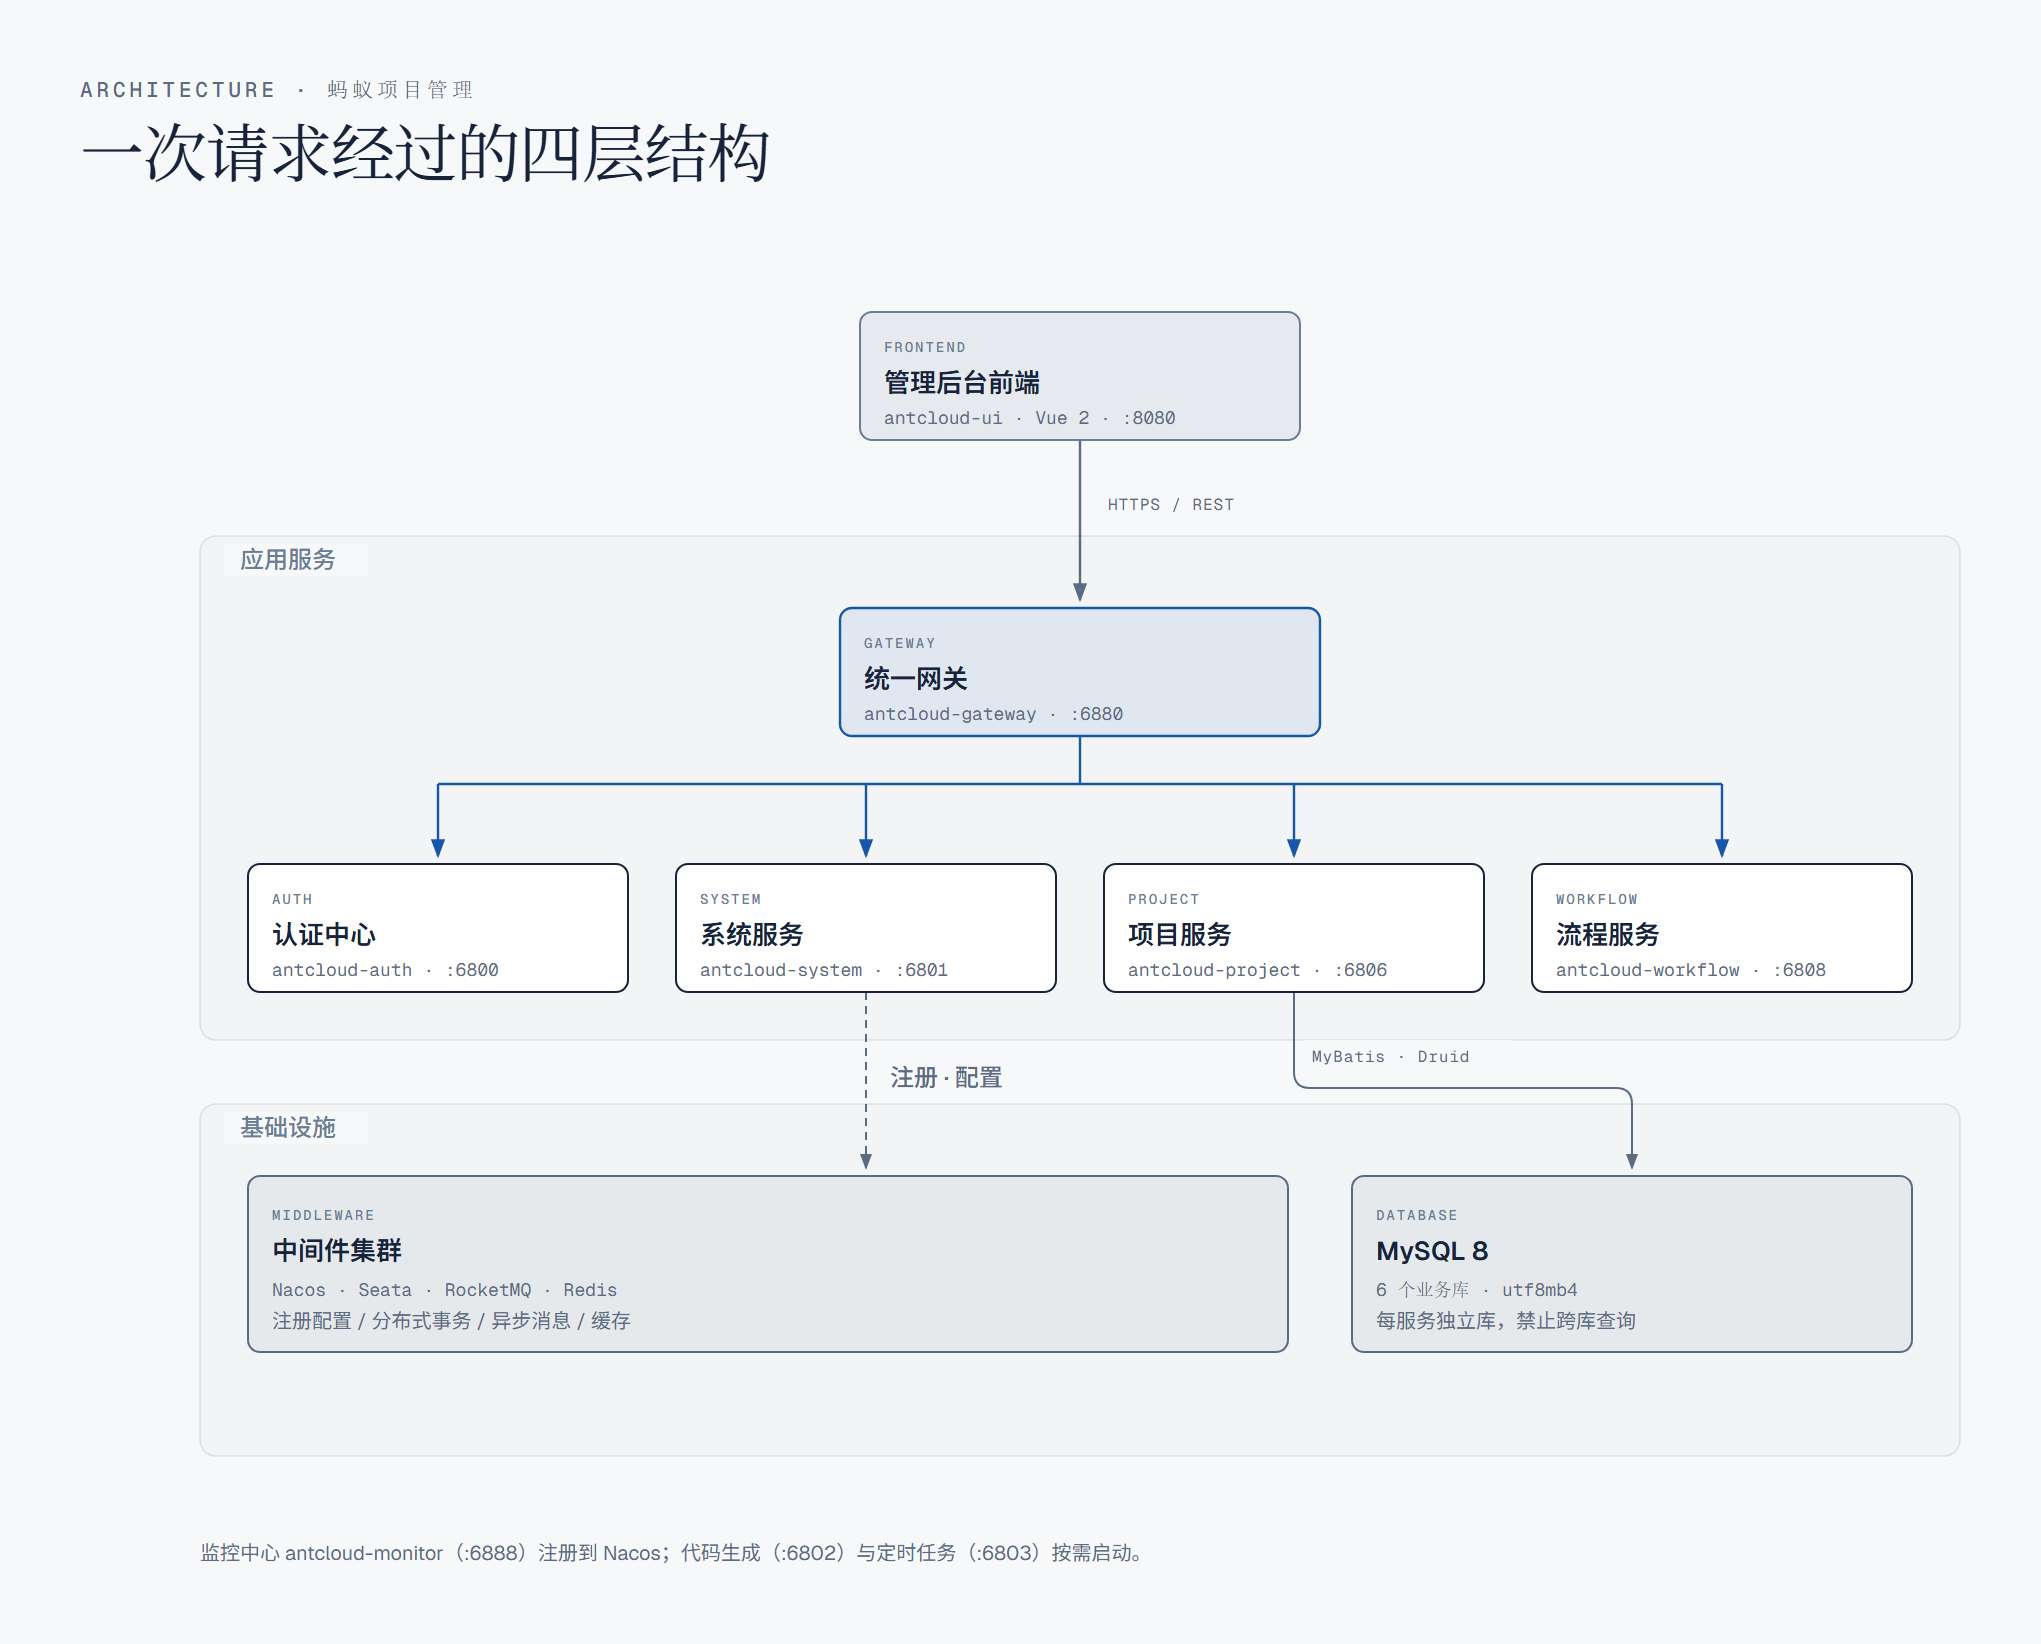 ARCHITECTURE · 蚂蚁项目管理
一次请求经过的四层结构
FRONTEND
管理后台前端
antcloud-ui · Vue 2 · :8080
HTTPS / REST
应用服务
GATEWAY
统一网关
antcloud-gateway · :6880
AUTH
认证中心
antcloud-auth · :6800
SYSTEM
系统服务
antcloud-system · :6801
PROJECT
项目服务
antcloud-project · :6806
WORKFLOW
流程服务
antcloud-workflow · :6808
MyBatis · Druid
注册 · 配置
基础设施
MIDDLEWARE
中间件集群
Nacos · Seata · RocketMQ · Redis
注册配置 / 分布式事务 / 异步消息 / 缓存
DATABASE
MySQL 8
6 个业务库 · utf8mb4
每服务独立库，禁止跨库查询
监控中心 antcloud-monitor（:6888）注册到 Nacos；代码生成（:6802）与定时任务（:6803）按需启动。